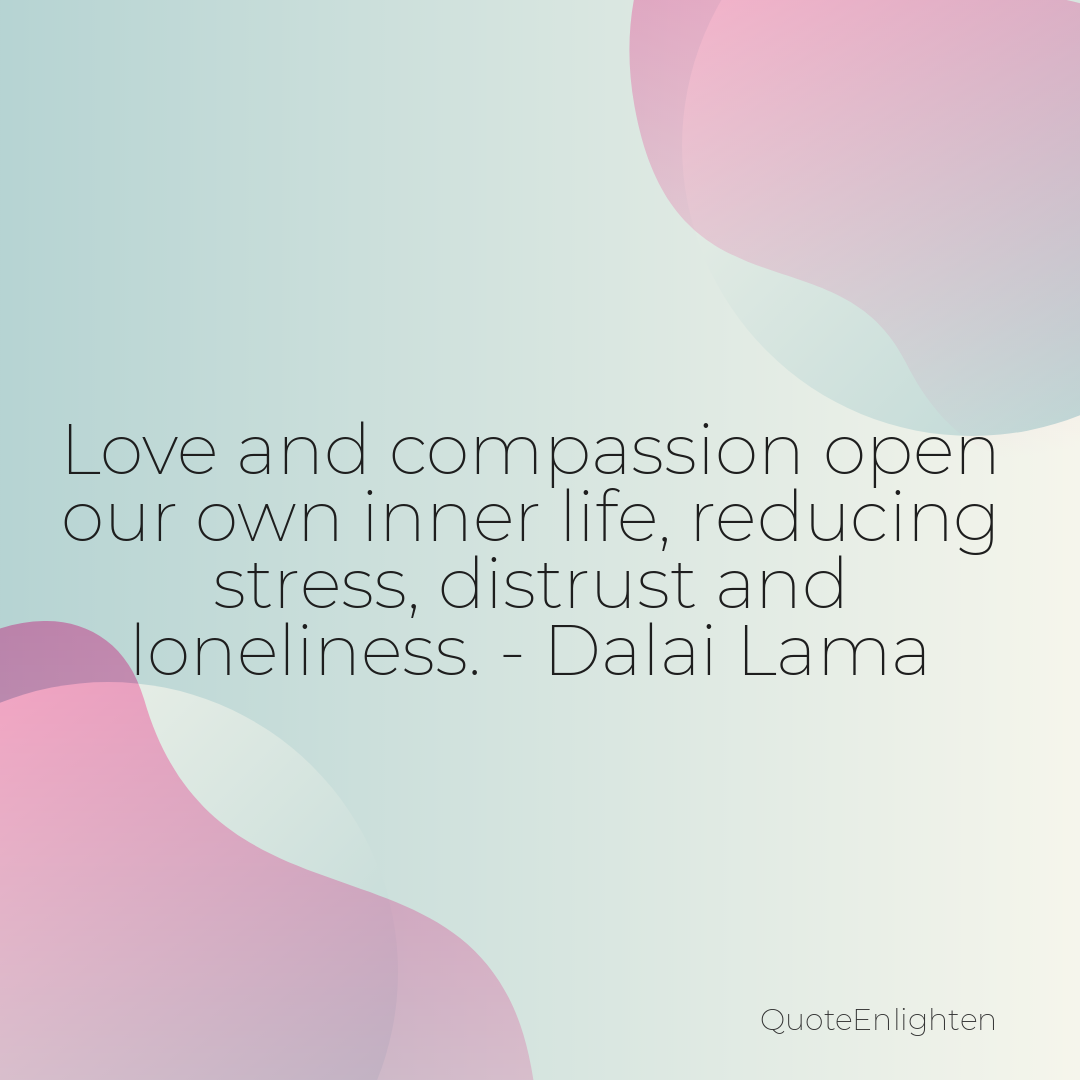 Love and compassion open
our own inner life, reducing
stress, distrust and
loneliness. - Dalai Lama
QuoteEnlighten